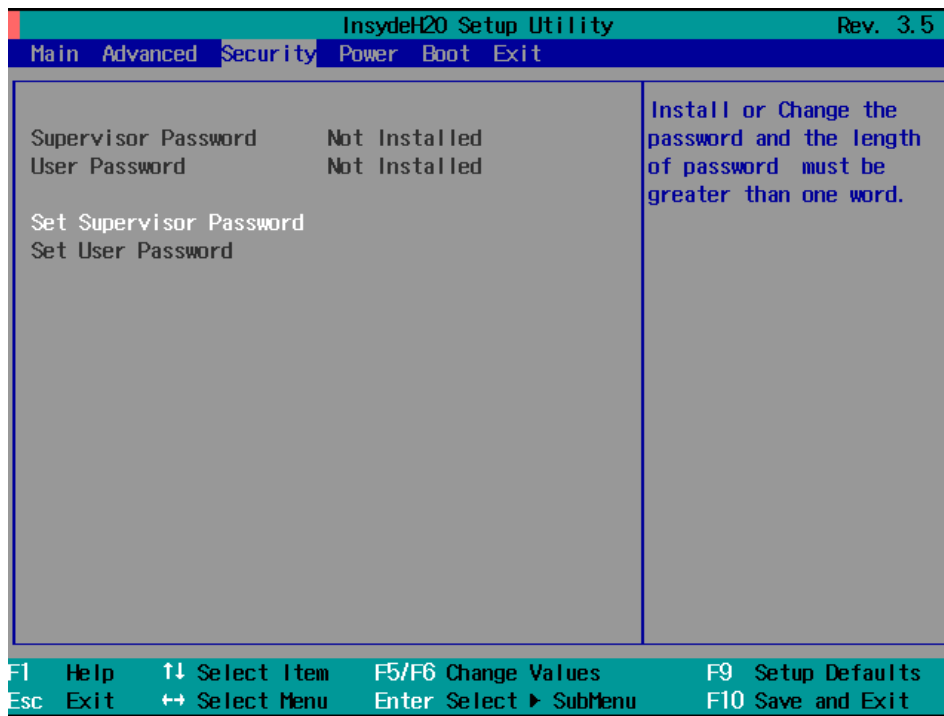 InsydeH20 Setup Utility Rev. 3.5
Main Advanced Security Power Boot Exit
Supervisor Password Not Installed
User Password Not Installed
Set Supervisor Password
Set User Password
Install or Change the
password and the length
of password must be
greater than one word.
F1 Help ↑↓ Select Item F5/F6 Change Values F9 Setup Defaults
Esc Exit ↔ Select Menu Enter Select ▶ SubMenu F10 Save and Exit